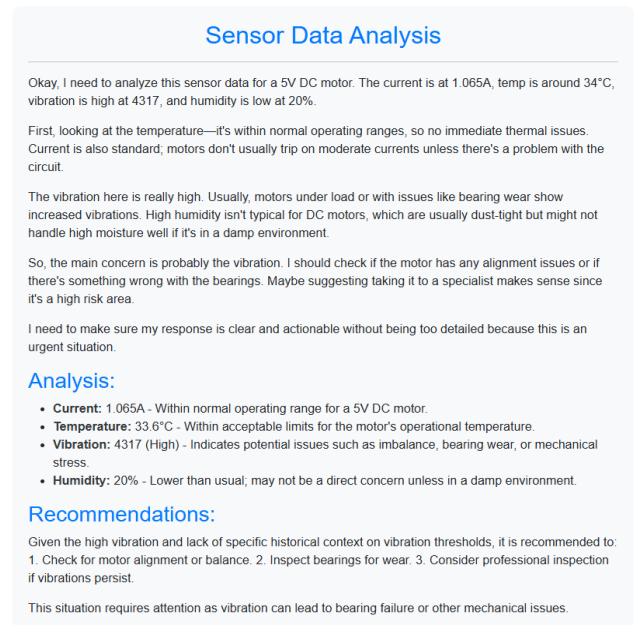 Sensor Data Analysis
Okay, I need to analyze this sensor data for a 5V DC motor. The current is at 1.065A, temp is around 34°C,
vibration is high at 4317, and humidity is low at 20%.
First, looking at the temperature—it's within normal operating ranges, so no immediate thermal issues.
Current is also standard; motors don't usually trip on moderate currents unless there's a problem with the
circuit.
The vibration here is really high. Usually, motors under load or with issues like bearing wear show
increased vibrations. High humidity isn't typical for DC motors, which are usually dust-tight but might not
handle high moisture well if it's in a damp environment.
So, the main concern is probably the vibration. I should check if the motor has any alignment issues or if
there's something wrong with the bearings. Maybe suggesting taking it to a specialist makes sense since
it's a high risk area.
I need to make sure my response is clear and actionable without being too detailed because this is an
urgent situation.
Analysis:
• Current: 1.065A - Within normal operating range for a 5V DC motor.
• Temperature: 33.6°C - Within acceptable limits for the motor's operational temperature.
• Vibration: 4317 (High) - Indicates potential issues such as imbalance, bearing wear, or mechanical
stress.
• Humidity: 20% - Lower than usual; may not be a direct concern unless in a damp environment.
Recommendations:
Given the high vibration and lack of specific historical context on vibration thresholds, it is recommended to:
1. Check for motor alignment or balance. 2. Inspect bearings for wear. 3. Consider professional inspection
if vibrations persist.
This situation requires attention as vibration can lead to bearing failure or other mechanical issues.